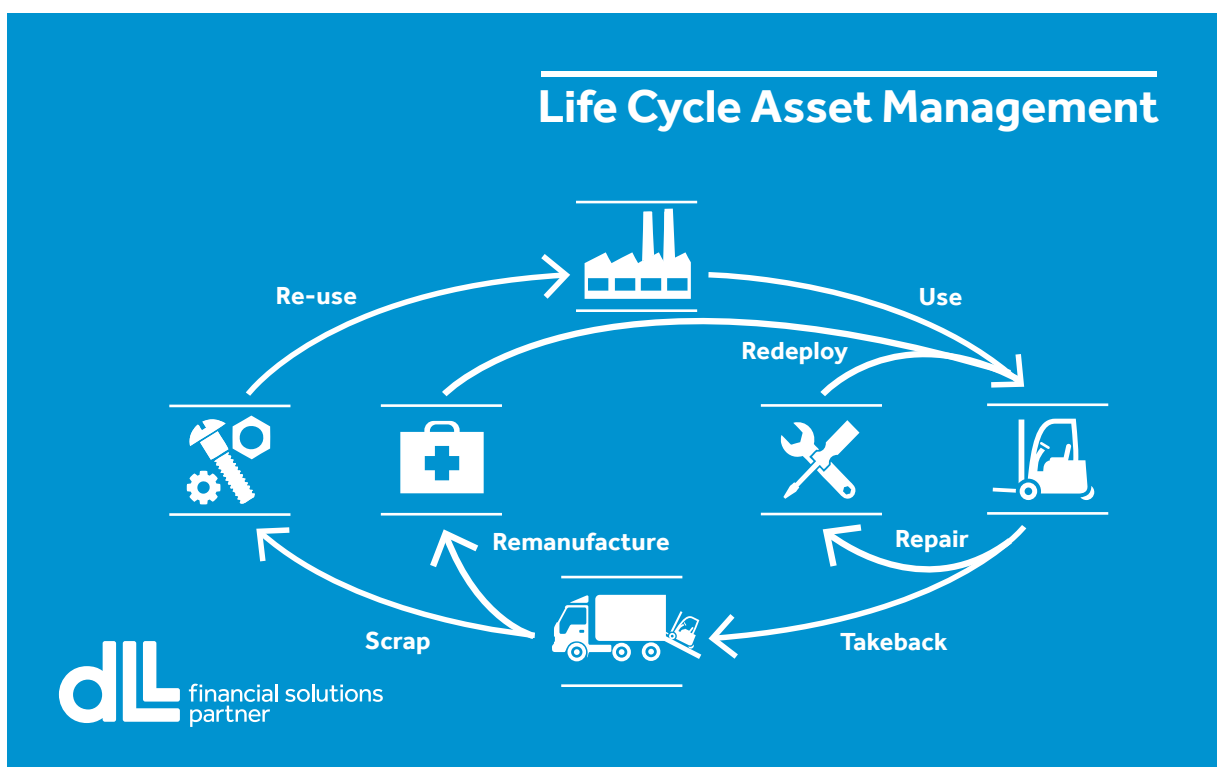 Life Cycle Asset Management
Re-use
Use
Redeploy
Remanufacture
Repair
Scrap
Takeback
dLL financial solutions
partner